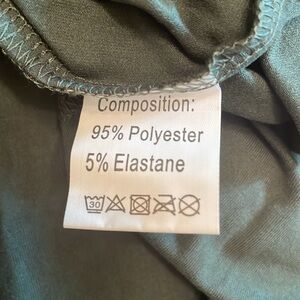 Composition:
95% Polyester
5% Elastane
30